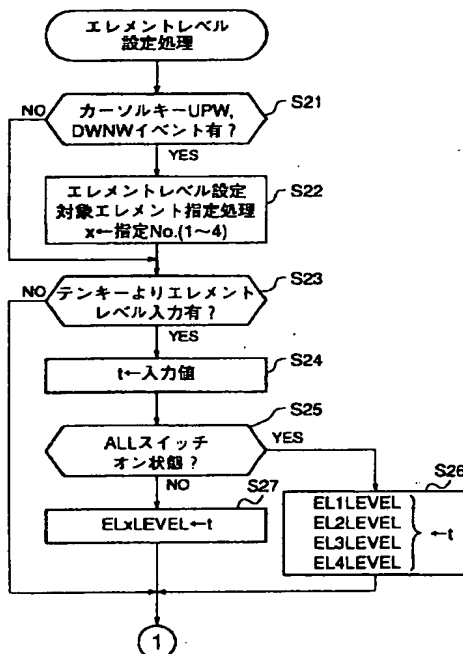 エレメントレベル
設定処理
S21
NO
カーソルキーUPW,
DWNWイベント有?
YES
S22
エレメントレベル設定
対象エレメント指定処理
x←指定No.(1~4)
S23
NO
テンキーよりエレメント
レベル入力有?
YES
S24
t←入力値
S25
ALLスイッチ
オン状態?
YES
NO
S27
S26
ELxLEVEL←t
EL1LEVEL
EL2LEVEL
EL3LEVEL
EL4LEVEL
←t
1